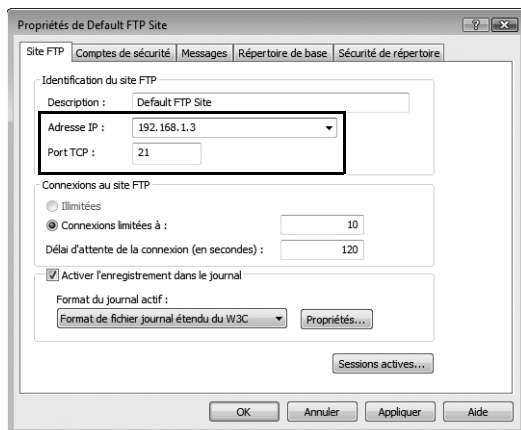 Propriétés de Default FTP Site
Site FTP Comptes de sécurité Messages Répertoire de base Sécurité de répertoire
Identification du site FTP
Description : Default FTP Site
Adresse IP : 192.168.1.3
Port TCP : 21
Connexions au site FTP
Illimitées
Connexions limitées à : 10
Délai d'attente de la connexion (en secondes) : 120
Activer l'enregistrement dans le journal
Format du journal actif :
Format de fichier journal étendu du W3C Propriétés...
Sessions actives...
OK Annuler Appliquer Aide